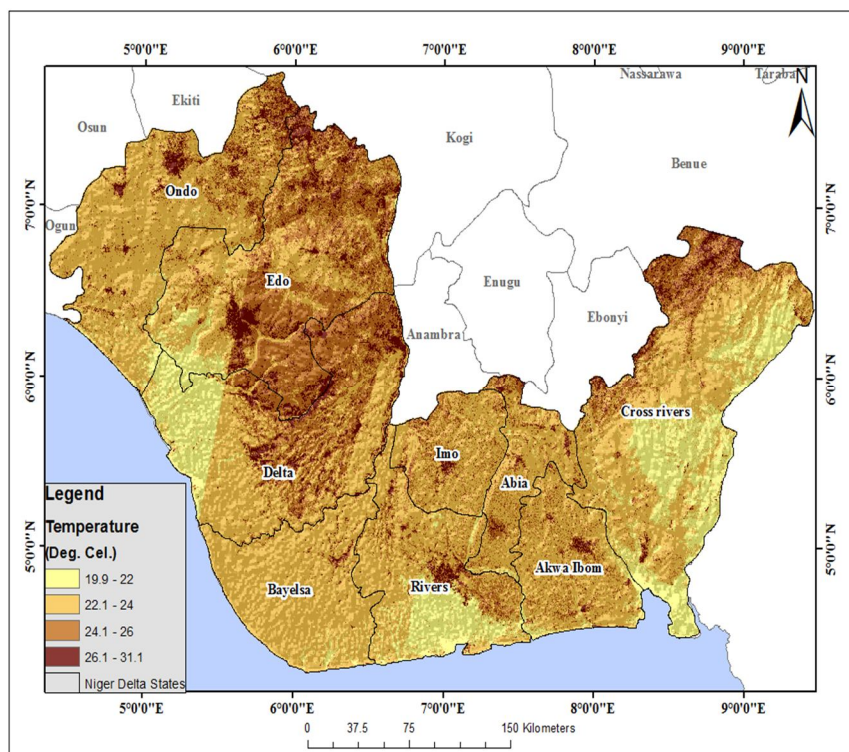 5°0'0"E 6°0'0"E 7°0'0"E 8°0'0"E 9°0'0"E
Nassarawa Taraba
N
Ekiti
Osun
Kogi
Benue
Ondo
7°0'0"N 7°0'0"N
Ogun
Edo
Enugu
Anambra
Ebonyi
6°0'0"N 6°0'0"N
Cross rivers
Imo
Delta
Abia
Legend
Temperature
(Deg. Cel.)
19.9 - 22
22.1 - 24
24.1 - 26
26.1 - 31.1
Niger Delta States
5°0'0"N 5°0'0"N
Bayelsa
Rivers
Akwa Ibom
5°0'0"E 6°0'0"E 7°0'0"E 8°0'0"E 9°0'0"E
0 37.5 75 150 Kilometers